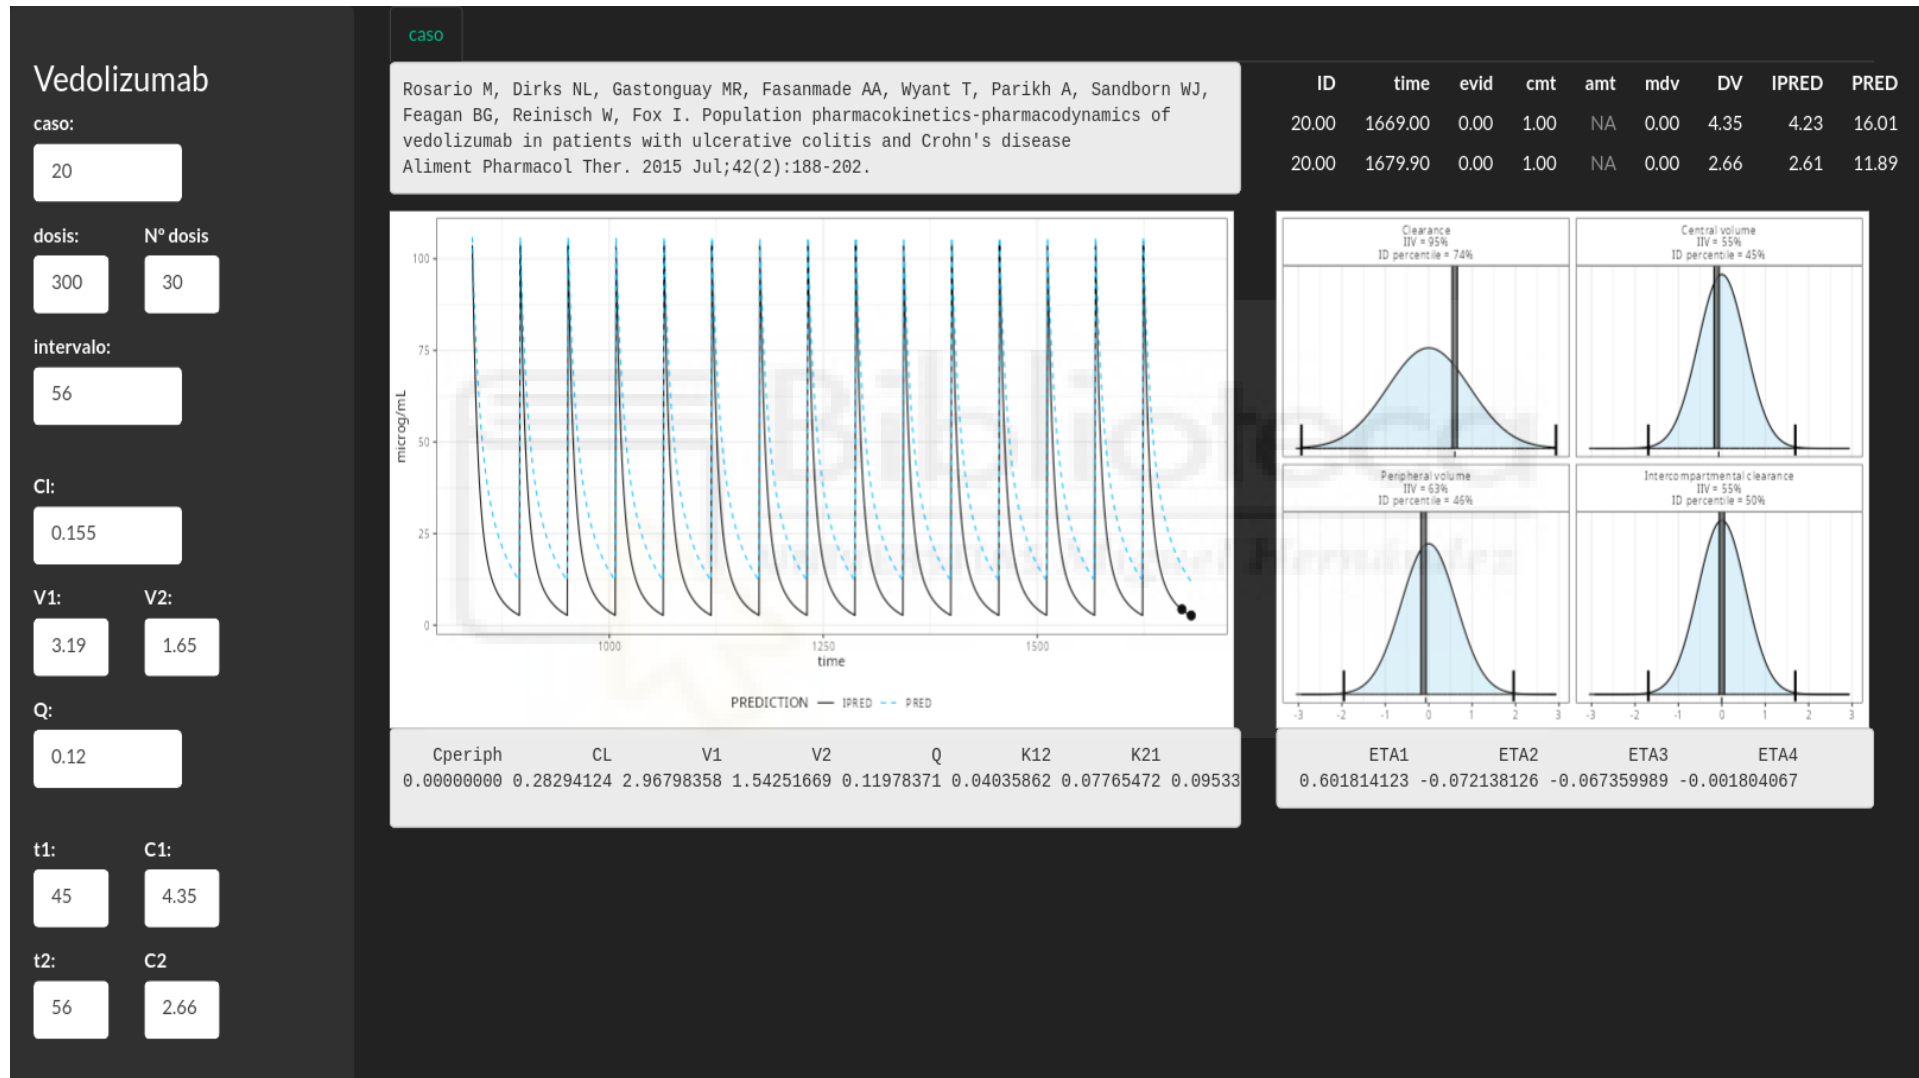 Vedolizumab
caso:
20
dosis: Nº dosis
300 30
intervalo:
56
Cl:
0.155
V1: V2:
3.19 1.65
Q:
0.12
t1: C1:
45 4.35
t2: C2
56 2.66
caso
Rosario M, Dirks NL, Gastonguay MR, Fasanmade AA, Wyant T, Parikh A, Sandborn WJ,
Feagan BG, Reinisch W, Fox I. Population pharmacokinetics-pharmacodynamics of
vedolizumab in patients with ulcerative colitis and Crohn's disease
Aliment Pharmacol Ther. 2015 Jul;42(2):188-202.
ID time evid cmt amt mdv DV IPRED PRED
20.00 1669.00 0.00 1.00 NA 0.00 4.35 4.23 16.01
20.00 1679.90 0.00 1.00 NA 0.00 2.66 2.61 11.89
microg/mL
100
75
50
25
0
1000 1250 1500
time
PREDICTION IPRED PRED
Clearance
IIV = 95%
ID percentile = 74%
Central volume
IIV = 55%
ID percentile = 45%
Peripheral volume
IIV = 63%
ID percentile = 46%
Intercompartmental clearance
IIV = 55%
ID percentile = 50%
-3 -2 -1 0 1 2 3
-3 -2 -1 0 1 2 3
Cperiph CL V1 V2 Q K12 K21
0.00000000 0.28294124 2.96798358 1.54251669 0.11978371 0.04035862 0.07765472 0.09533
ETA1 ETA2 ETA3 ETA4
0.601814123 -0.072138126 -0.067359989 -0.001804067
Biblioteca
Miguel Hernández